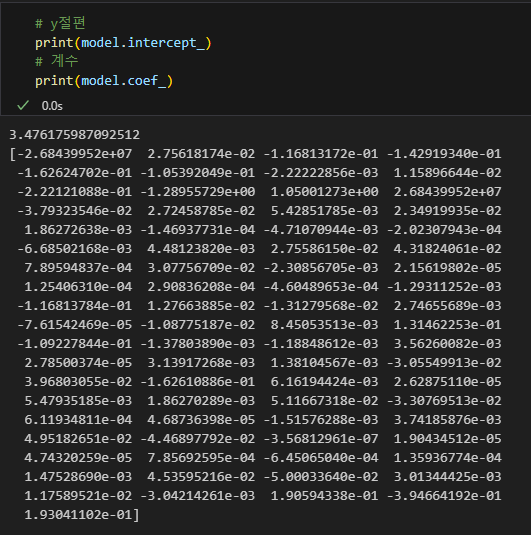 # y절편
print(model.intercept_)
# 계수
print(model.coef_)
✓ 0.0s
3.476175987092512
[-2.68439952e+07 2.75618174e-02 -1.16813172e-01 -1.42919340e-01
-1.62624702e-01 -1.05392049e-01 -2.22222856e-03 1.15896644e-02
-2.22121088e-01 -1.28955729e+00 1.05001273e+00 2.68439952e+07
-3.79323546e-02 2.72458785e-02 5.42851785e-03 2.34919935e-02
1.86272638e-03 -1.46937731e-04 -4.71070944e-03 -2.02307943e-04
-6.68502168e-03 4.48123820e-03 2.75586150e-02 4.31824061e-02
7.89594837e-04 3.07756709e-02 -2.30856705e-03 2.15619802e-05
1.25406310e-04 2.90836208e-04 -4.60489653e-04 -1.29311252e-03
-1.16813784e-01 1.27663885e-02 -1.31279568e-02 2.74655689e-03
-7.61542469e-05 -1.08775187e-02 8.45053513e-03 1.31462253e-01
-1.09227844e-01 -1.37803890e-03 -1.18848612e-03 3.56260082e-03
2.78500374e-05 3.13917268e-03 1.38104567e-03 -3.05549913e-02
3.96803055e-02 -1.62610886e-01 6.16194424e-03 2.62875110e-05
5.47935185e-03 1.86270289e-03 5.11667318e-02 -3.30769513e-02
6.11934811e-04 4.68736398e-05 -1.51576288e-03 3.74185876e-03
4.95182651e-02 -4.46897792e-02 -3.56812961e-07 1.90434512e-05
4.74320259e-05 7.85692595e-04 -6.45065040e-04 1.35936774e-04
1.47528690e-03 4.53595216e-02 -5.00033640e-02 3.01344425e-03
1.17589521e-02 -3.04214261e-03 1.90594338e-01 -3.94664192e-01
1.93041102e-01]